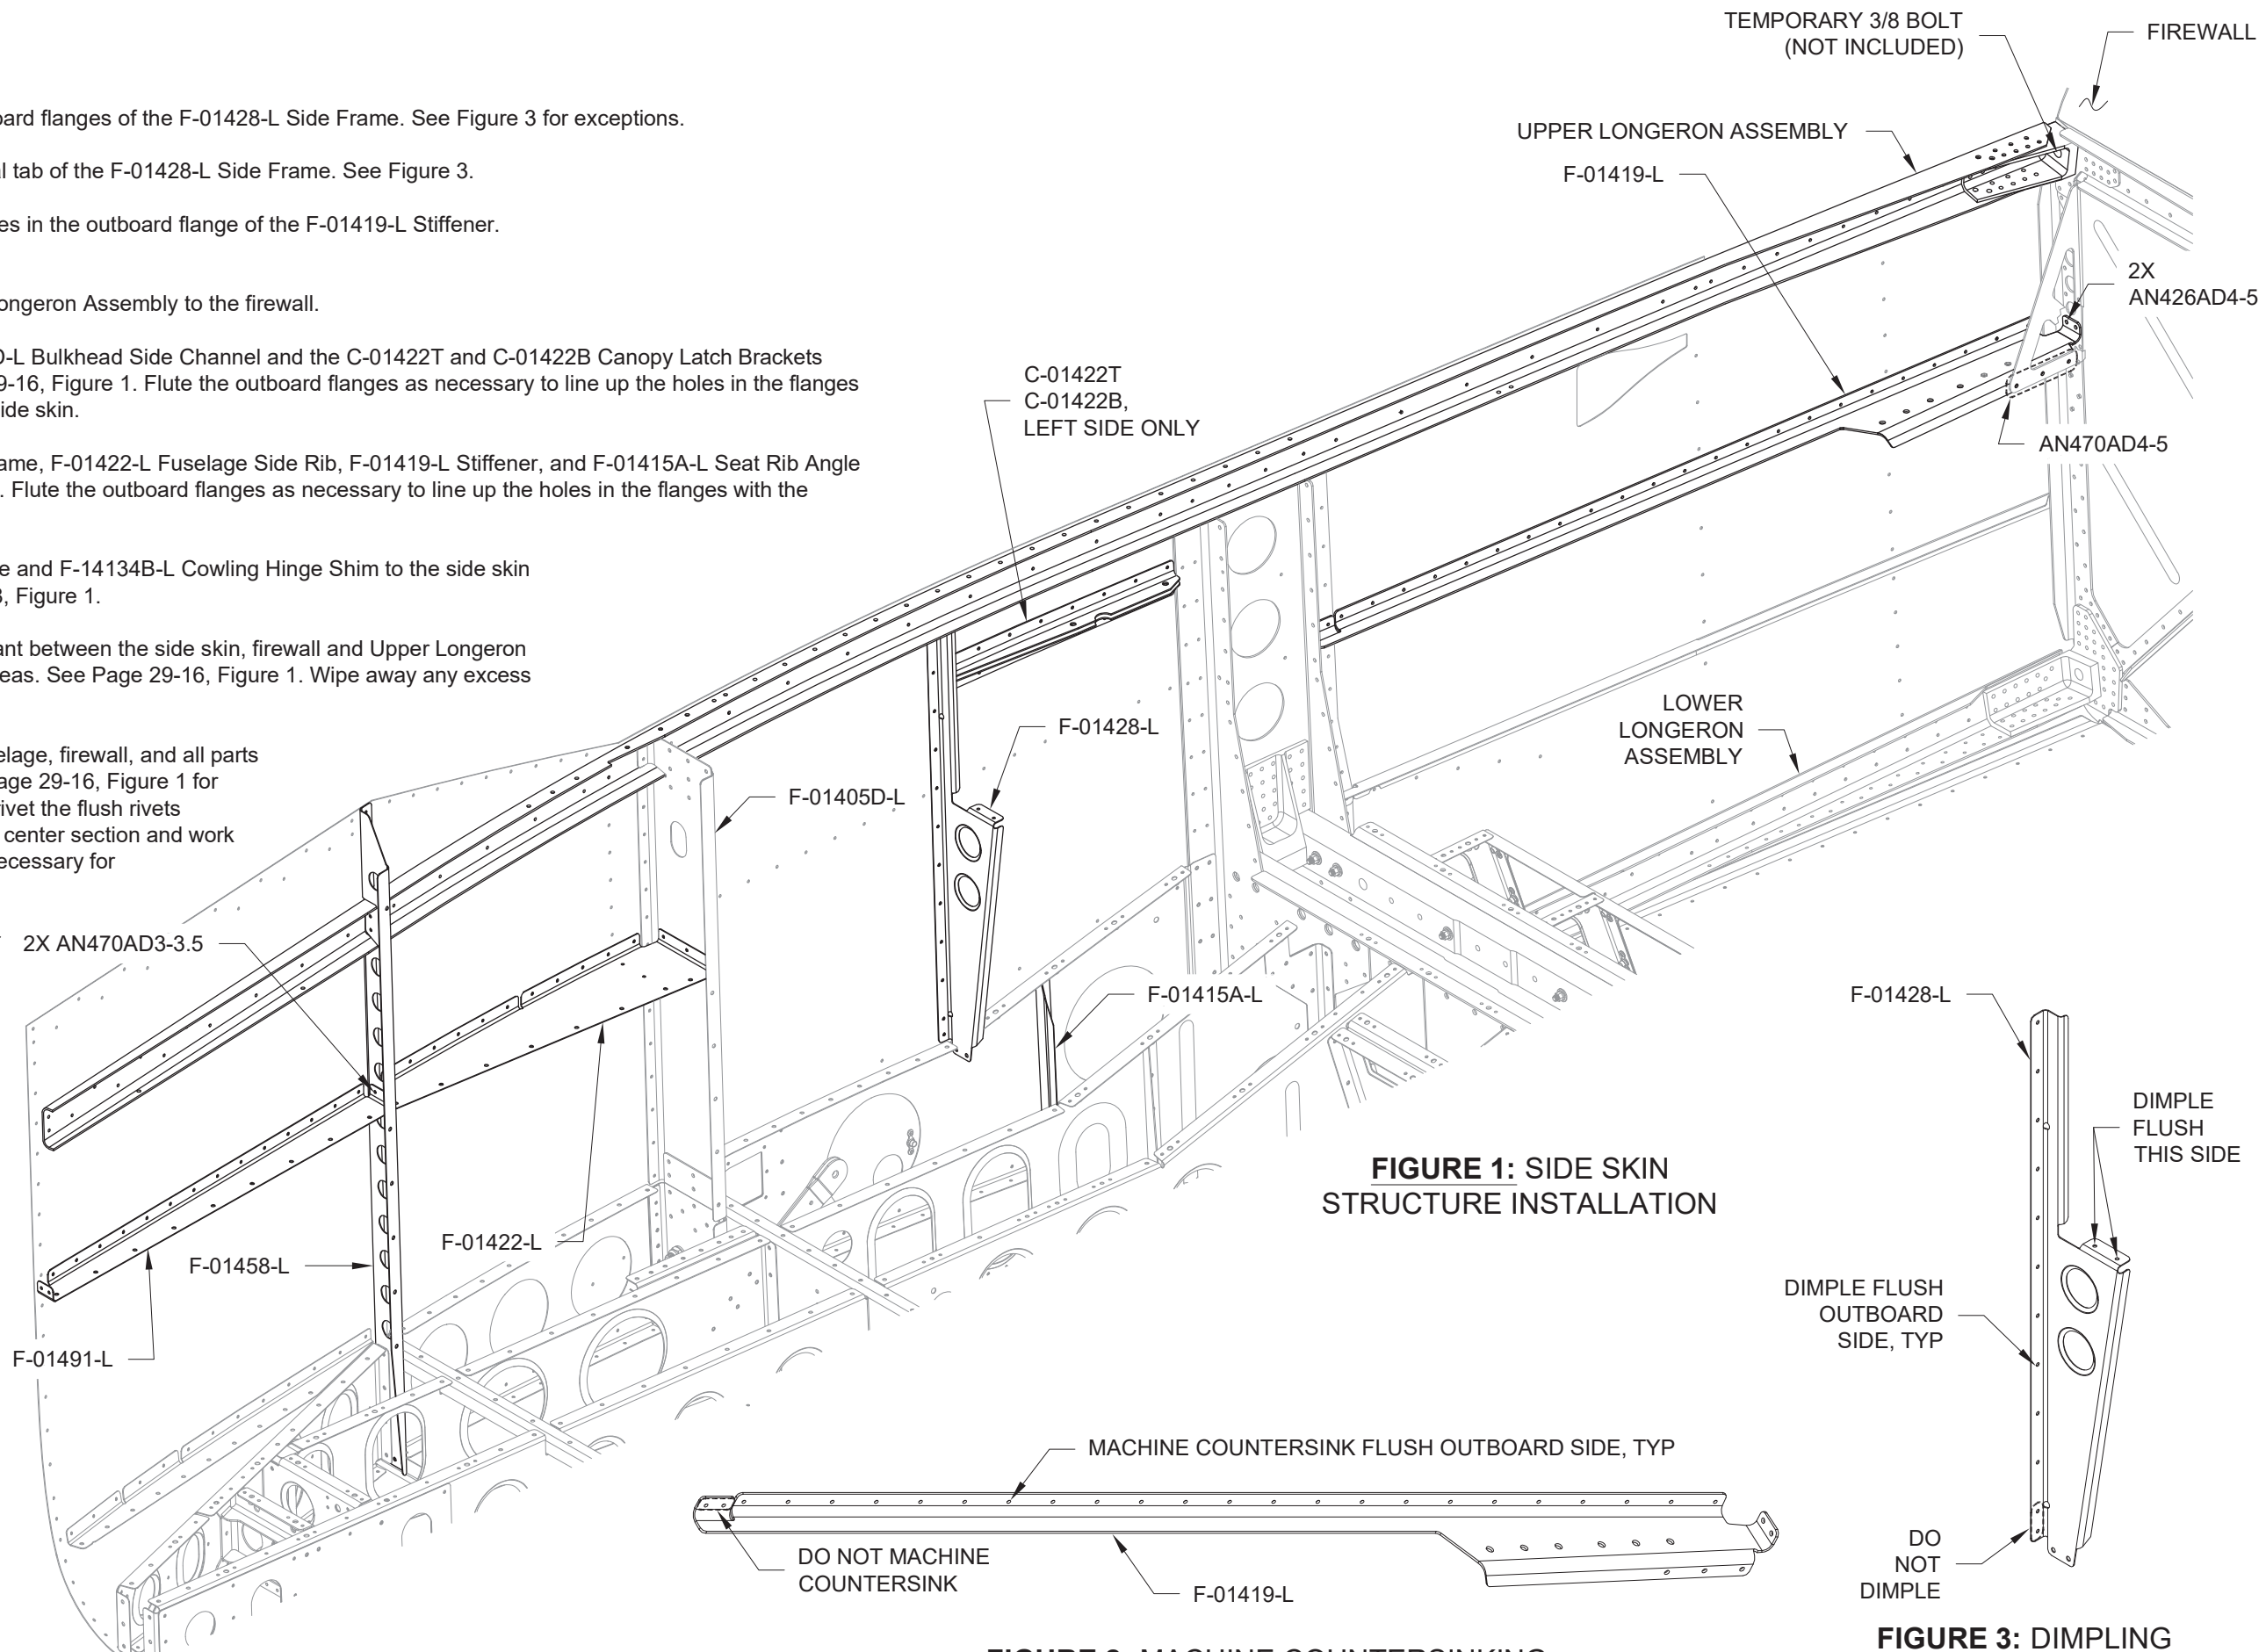 board flanges of the F-01428-L Side Frame. See Figure 3 for exceptions.
al tab of the F-01428-L Side Frame. See Figure 3.
es in the outboard flange of the F-01419-L Stiffener.
ongeron Assembly to the firewall.
D-L Bulkhead Side Channel and the C-01422T and C-01422B Canopy Latch Brackets
9-16, Figure 1. Flute the outboard flanges as necessary to line up the holes in the flanges
ide skin.
ame, F-01422-L Fuselage Side Rib, F-01419-L Stiffener, and F-01415A-L Seat Rib Angle
. Flute the outboard flanges as necessary to line up the holes in the flanges with the
e and F-14134B-L Cowling Hinge Shim to the side skin
3, Figure 1.
ant between the side skin, firewall and Upper Longeron
eas. See Page 29-16, Figure 1. Wipe away any excess
elage, firewall, and all parts
age 29-16, Figure 1 for
rivet the flush rivets
center section and work
ecessary for
TEMPORARY 3/8 BOLT
(NOT INCLUDED)
FIREWALL
UPPER LONGERON ASSEMBLY
F-01419-L
2X
AN426AD4-5
AN470AD4-5
C-01422T
C-01422B,
LEFT SIDE ONLY
F-01428-L
LOWER
LONGERON
ASSEMBLY
F-01405D-L
2X AN470AD3-3.5
F-01415A-L
F-01422-L
F-01458-L
F-01491-L
FIGURE 1: SIDE SKIN
STRUCTURE INSTALLATION
F-01428-L
DIMPLE
FLUSH
THIS SIDE
DIMPLE FLUSH
OUTBOARD
SIDE, TYP
DO
NOT
DIMPLE
FIGURE 3: DIMPLING
MACHINE COUNTERSINK FLUSH OUTBOARD SIDE, TYP
DO NOT MACHINE
COUNTERSINK
F-01419-L
FIGURE 2: MACHINE COUNTERSINKING